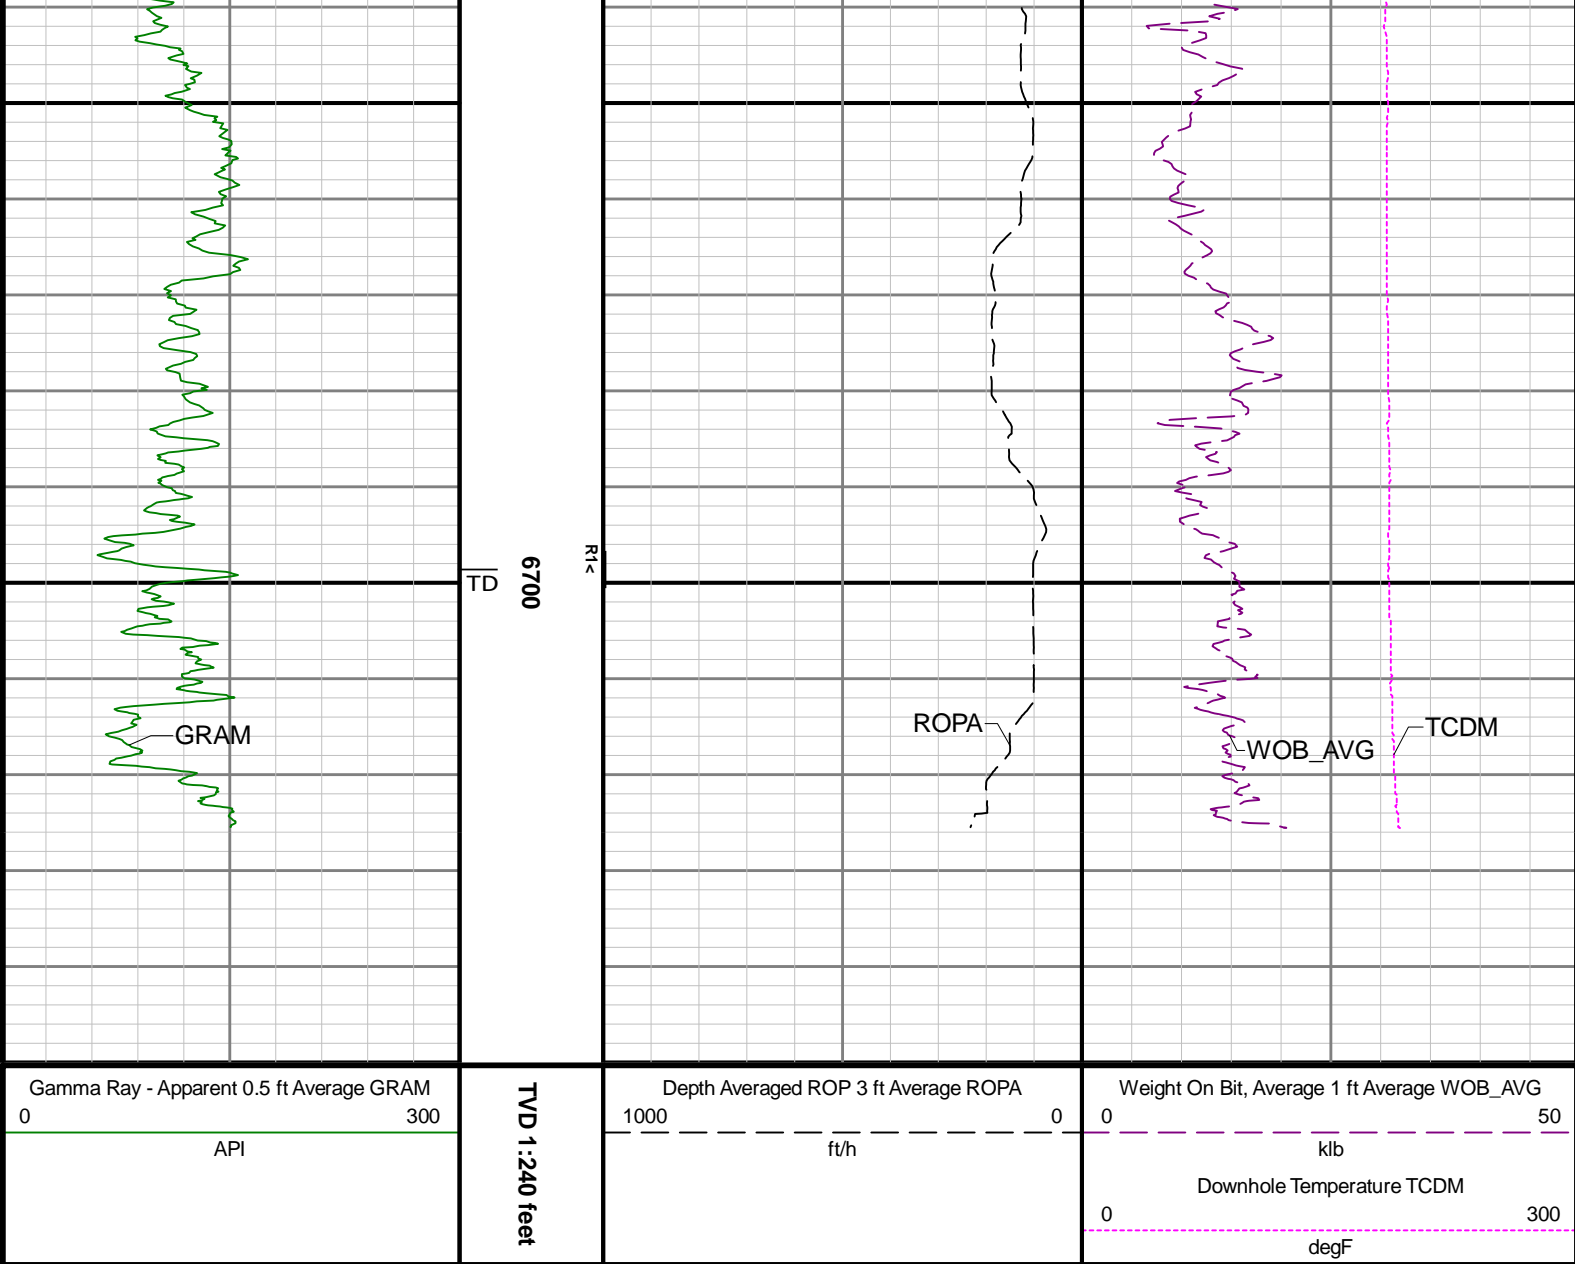 R1<
6700
TD
ROPA
TCDM
GRAM
WOB_AVG
Gamma Ray - Apparent 0.5 ft Average GRAM
0 300
API
TVD 1:240 feet
Depth Averaged ROP 3 ft Average ROPA
1000 0
ft/h
Weight On Bit, Average 1 ft Average WOB_AVG
0 50
klb
Downhole Temperature TCDM
0 300
degF